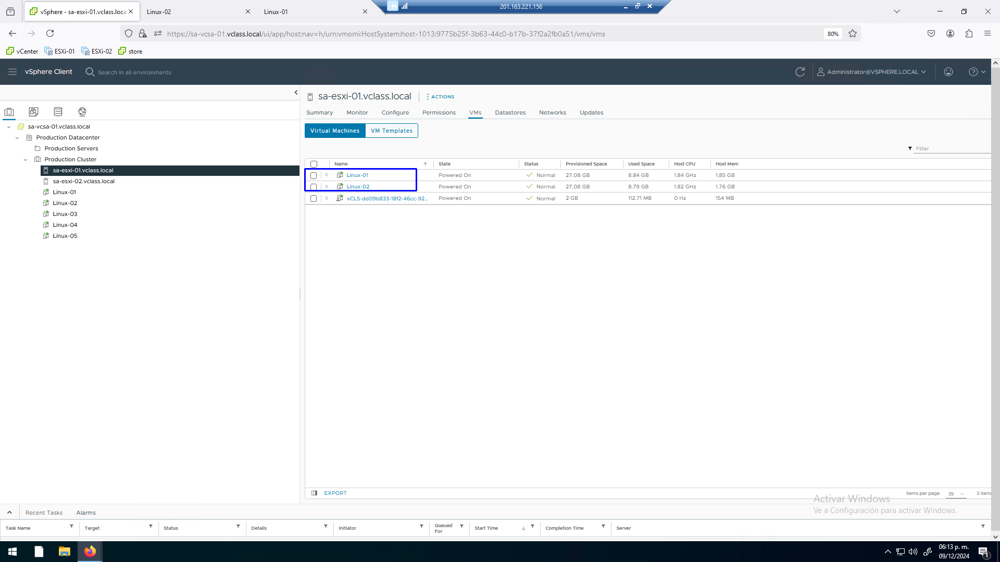 vSphere - sa-esxi-01.vclass.loca
Linux-02
Linux-01
201.163.221.156
https://sa-vcsa-01.vclass.local/ui/app/host;nav=h/urn:vmomi:HostSystem:host-1013:9775b25f-3b63-44c0-b17b-37f2a2fb0a51/vms/vms
80%
vCenter
ESXi-01
ESXi-02
store
vSphere Client
Search in all environments
Administrator@VSPHERE.LOCAL
sa-esxi-01.vclass.local
ACTIONS
Summary
Monitor
Configure
Permissions
VMs
Datastores
Networks
Updates
sa-vcsa-01.vclass.local
Production Datacenter
Production Servers
Production Cluster
sa-esxi-01.vclass.local
sa-esxi-02.vclass.local
Linux-01
Linux-02
Linux-03
Linux-04
Linux-05
Virtual Machines
VM Templates
Filter
Name State Status Provisioned Space Used Space Host CPU Host Mem
Linux-01 Powered On Normal 27.08 GB 8.84 GB 1.84 GHz 1.85 GB
Linux-02 Powered On Normal 27.08 GB 8.79 GB 1.82 GHz 1.76 GB
vCLS-dd09b833-18f2-46cc-92... Powered On Normal 2 GB 112.71 MB 0 Hz 154 MB
EXPORT
Items per page 35 3 items
Activar Windows
Ve a Configuración para activar Windows.
Recent Tasks Alarms
Task Name Target Status Details Initiator Queued For Start Time Completion Time Server
06:13 p. m.
09/12/2024
1